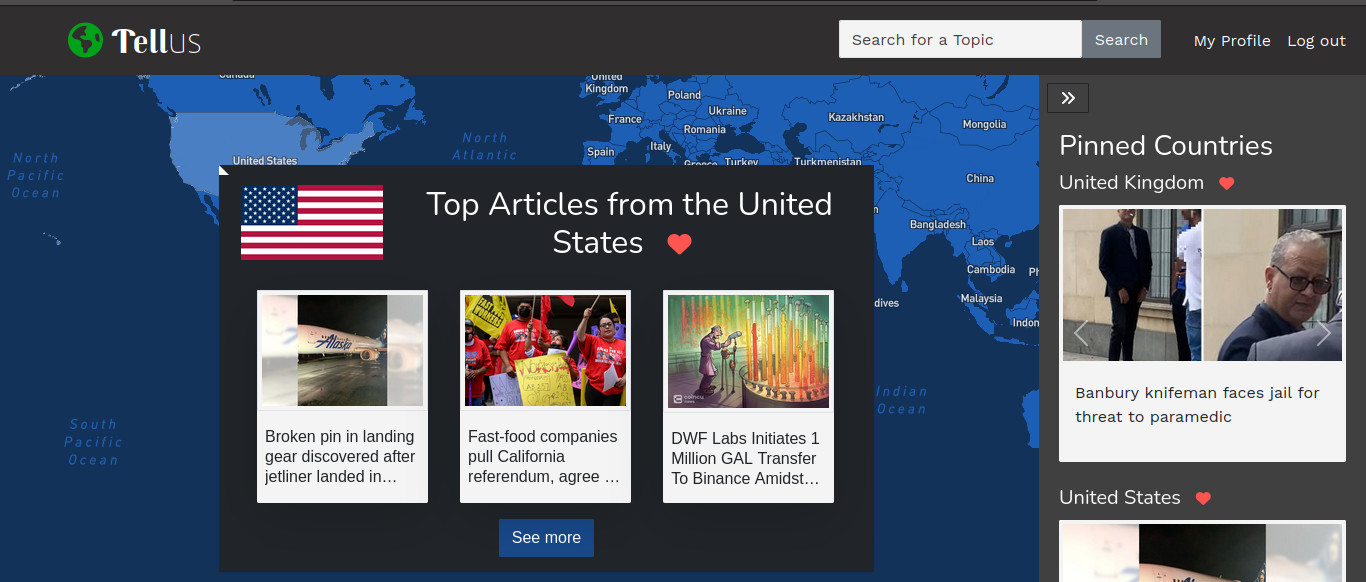 TellUS
Search for a Topic
Search
My Profile
Log out
Canada
United
Kingdom
Poland
Ukraine
France
Romania
Kazakhstan
Mongolia
Spain
Italy
Greece
Turkey
Turkmenistan
North
Atlantic
United States
North
Pacific
Ocean
China
Bangladesh
Laos
Cambodia
Malaysia
Indon
dives
Indian
Ocean
South
Pacific
Ocean
Top Articles from the United
States
Alaska
Broken pin in landing
gear discovered after
jetliner landed in…
Fast-food companies
pull California
referendum, agree …
DWF Labs Initiates 1
Million GAL Transfer
To Binance Amidst…
See more
Pinned Countries
United Kingdom
Banbury knifeman faces jail for
threat to paramedic
United States